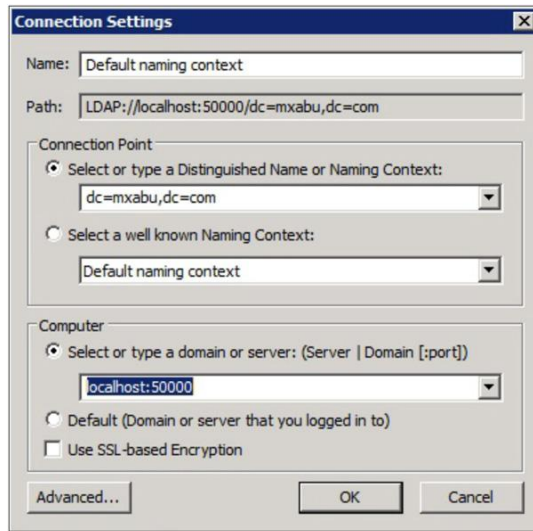 Connection Settings
Name: Default naming context
Path: LDAP://localhost:50000/dc=mxabu,dc=com
Connection Point
Select or type a Distinguished Name or Naming Context:
dc=mxabu,dc=com
Select a well known Naming Context:
Default naming context
Computer
Select or type a domain or server: (Server | Domain [:port])
localhost:50000
Default (Domain or server that you logged in to)
Use SSL-based Encryption
Advanced... OK Cancel